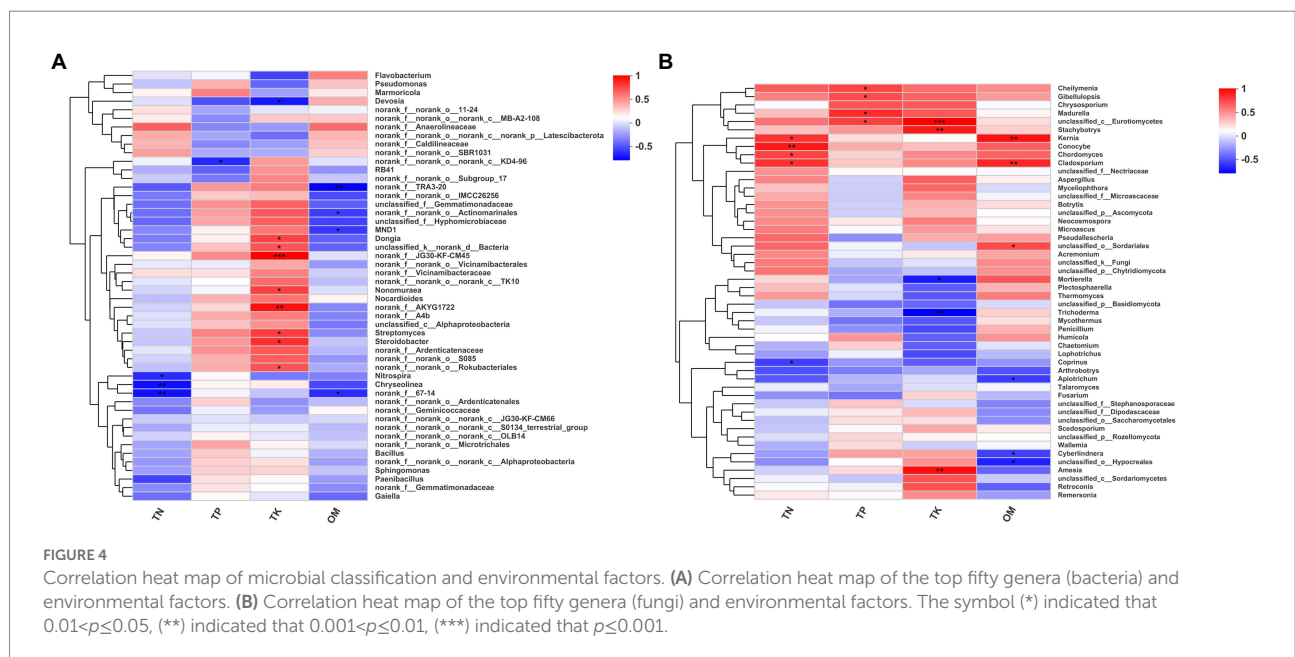 A
B
Flavobacterium
Pseudomonas
Marmoricola
Devosia
norank_f__norank_o__11-24
norank_f__norank_o__norank_c__MB-A2-108
norank_f__Anaerolineaceae
norank_f__norank_o__norank_c__norank_p__Latescibacterota
norank_f__Caldilineaceae
norank_f__norank_o__SBR1031
norank_f__norank_o__norank_c__KD4-96
RB41
norank_f__norank_o__Subgroup_17
norank_f__TRA3-20
norank_f__norank_o__IMCC26256
unclassified_f__Gemmatimonadaceae
norank_f__norank_o__Actinomarinales
unclassified_f__Hyphomicrobiaceae
MND1
Dongia
unclassified_k__norank_d__Bacteria
norank_f__JG30-KF-CM45
norank_f__norank_o__Vicinamibacterales
norank_f__Vicinamibacteraceae
norank_f__norank_o__norank_c__TK10
Nonomuraea
Nocardioides
norank_f__AKYG1722
norank_f__A4b
unclassified_c__Alphaproteobacteria
Streptomyces
Steroidobacter
norank_f__Ardenticatenaceae
norank_f__norank_o__S085
norank_f__norank_o__Rokubacteriales
Nitrospira
Chryseolinea
norank_f__67-14
norank_f__norank_o__Ardenticatenales
norank_f__Geminicoccaceae
norank_f__norank_o__norank_c__JG30-KF-CM66
norank_f__norank_o__norank_c__S0134_terrestrial_group
norank_f__norank_o__norank_c__OLB14
norank_f__norank_o__Microtrichales
Bacillus
norank_f__norank_o__norank_c__Alphaproteobacteria
Sphingomonas
Paenibacillus
norank_f__Gemmatimonadaceae
Gaiella
TN
TP
TK
OM
1
0.5
0
-0.5
Cheilymenia
Gibellulopsis
Chrysosporium
Madurella
unclassified_c__Eurotiomycetes
Stachybotrys
Kernia
Conocybe
Chordomyces
Cladosporium
unclassified_f__Nectriaceae
Aspergillus
Myceliophthora
unclassified_f__Microascaceae
Botrytis
unclassified_p__Ascomycota
Neocosmospora
Microascus
Pseudallescheria
unclassified_o__Sordariales
Acremonium
unclassified_k__Fungi
unclassified_p__Chytridiomycota
Mortierella
Plectosphaerella
Thermomyces
unclassified_p__Basidiomycota
Trichoderma
Mycothermus
Penicillium
Humicola
Chaetomium
Lophotrichus
Coprinus
Arthrobotrys
Apiotrichum
Talaromyces
Fusarium
unclassified_f__Stephanosporaceae
unclassified_f__Dipodascaceae
unclassified_o__Saccharomycetales
Scedosporium
unclassified_p__Rozellomycota
Wallemia
Cyberlindnera
unclassified_o__Hypocreales
Amesia
unclassified_c__Sordariomycetes
Retroconis
Remersonia
TN
TP
TK
OM
1
0.5
0
-0.5
FIGURE 4
Correlation heat map of microbial classification and environmental factors. (A) Correlation heat map of the top fifty genera (bacteria) and
environmental factors. (B) Correlation heat map of the top fifty genera (fungi) and environmental factors. The symbol (*) indicated that
0.01<p≤0.05, (**) indicated that 0.001<p≤0.01, (***) indicated that p≤0.001.